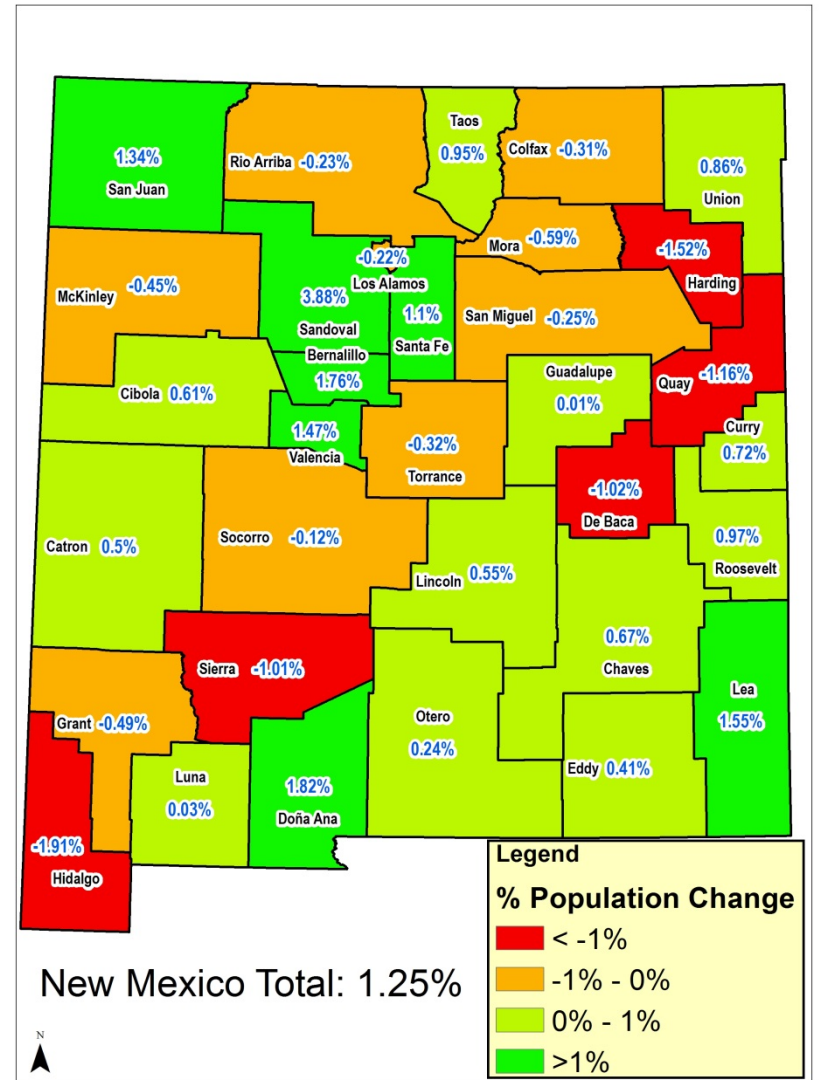 Taos
0.95%
Colfax -0.31%
1.34%
San Juan
Rio Arriba -0.23%
0.86%
Union
Mora -0.59%
-1.52%
Harding
-0.22%
Los Alamos
McKinley -0.45%
3.88%
Sandoval
1.1%
Santa Fe
San Miguel -0.25%
Bernalillo
1.76%
Guadalupe
0.01%
Quay -1.16%
Cibola 0.61%
1.47%
Valencia
-0.32%
Torrance
Curry
0.72%
-1.02%
De Baca
Catron 0.5%
Socorro -0.12%
0.97%
Roosevelt
Lincoln 0.55%
0.67%
Chaves
Sierra -1.01%
Lea
1.55%
Grant -0.49%
Otero
0.24%
Luna
0.03%
1.82%
Doña Ana
Eddy 0.41%
-1.91%
Hidalgo
Legend
% Population Change
< -1%
-1% - 0%
0% - 1%
>1%
New Mexico Total: 1.25%
N